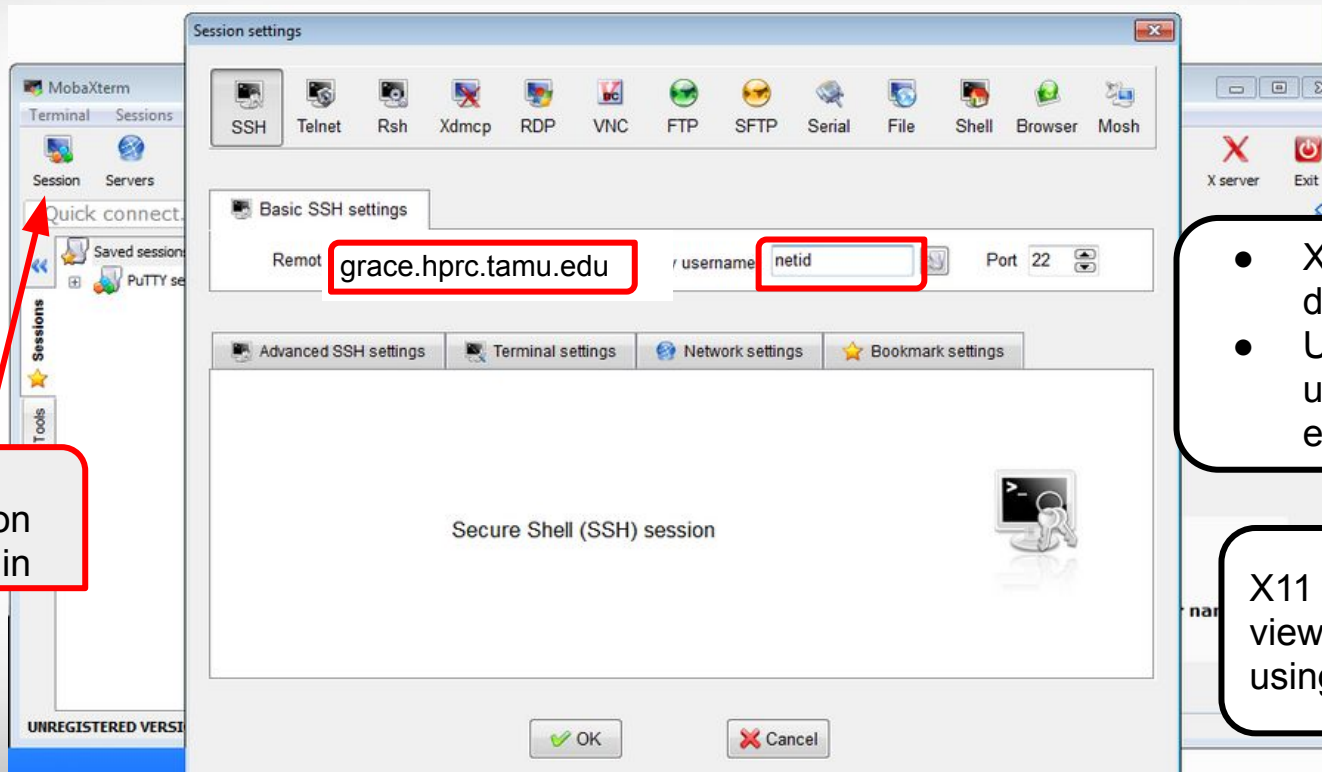 Session settings
MobaXterm
Terminal Sessions
SSH Telnet Rsh Xdmcp RDP VNC FTP SFTP Serial File Shell Browser Mosh
Session Servers
X server Exit
Quick connect.
Basic SSH settings
Saved session
PuTTY se
Remot grace.hprc.tamu.edu username netid Port 22
Sessions
Tools
Advanced SSH settings Terminal settings Network settings Bookmark settings
Secure Shell (SSH) session
on
in
X
d
U
u
e
X11
view
using
nar
UNREGISTERED VERSI
OK Cancel